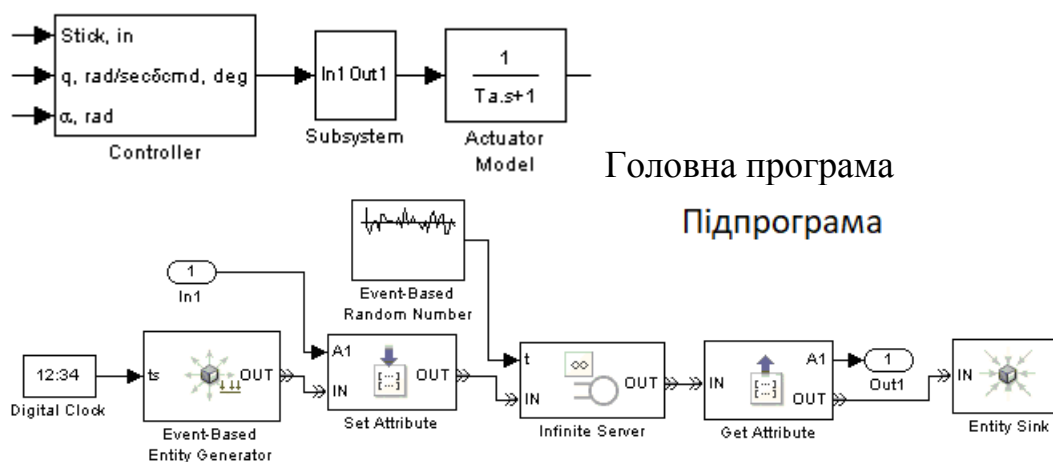 Stick, in
q, rad/secδcmd, deg
α, rad
Controller
In1 Out1
Subsystem
1
Ta.s+1
Actuator
Model
Головна програма
Підпрограма
1
In1
Event-Based
Random Number
12:34
Digital Clock
ts
OUT
Event-Based
Entity Generator
A1
IN
OUT
[:::]
Set Attribute
t
IN
∞
OUT
Infinite Server
IN
A1
OUT
[:::]
Get Attribute
1
Out1
IN
Entity Sink